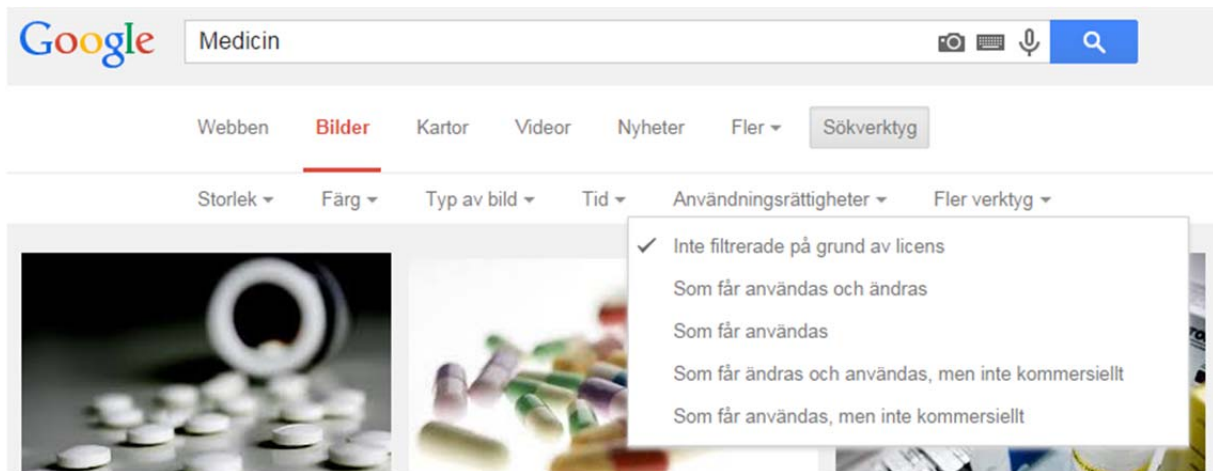 Google Medicin
Webben Bilder Kartor Videor Nyheter Fler Sökverktyg
Storlek Färg Typ av bild Tid Användningsrättigheter Fler verktyg
Inte filtrerade på grund av licens
Som får användas och ändras
Som får användas
Som får ändras och användas, men inte kommersiellt
Som får användas, men inte kommersiellt